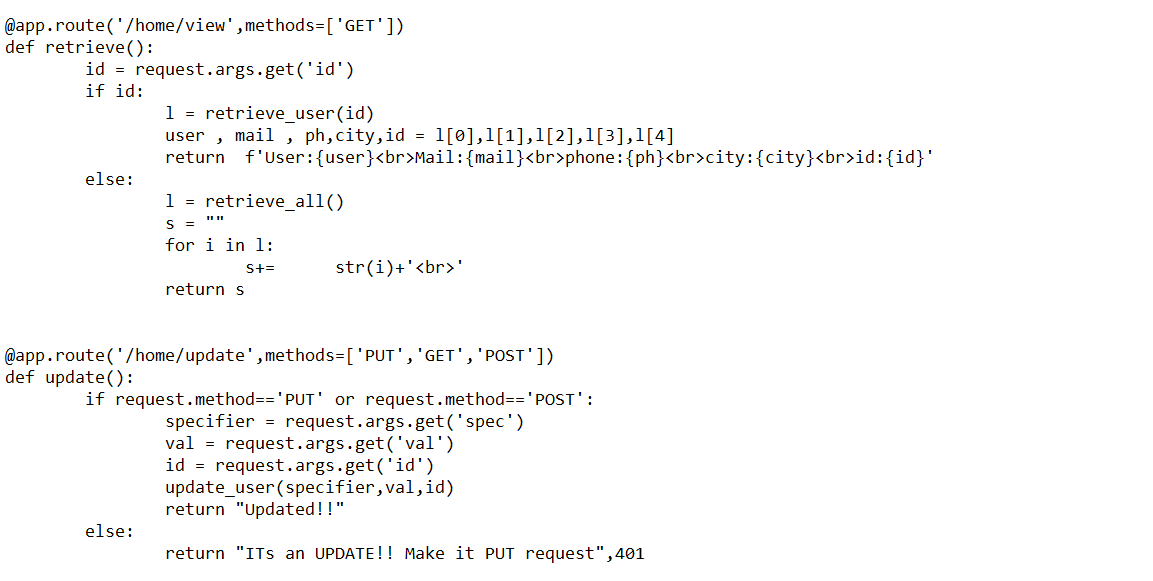 @app.route('/home/view',methods=['GET'])
def retrieve():
        id = request.args.get('id')
        if id:
                l = retrieve_user(id)
                user , mail , ph,city,id = l[0],l[1],l[2],l[3],l[4]
                return  f'User:{user}<br>Mail:{mail}<br>phone:{ph}<br>city:{city}<br>id:{id}'
        else:
                l = retrieve_all()
                s = ""
                for i in l:
                        s+=      str(i)+'<br>'
                return s
@app.route('/home/update',methods=['PUT','GET','POST'])
def update():
        if request.method=='PUT' or request.method=='POST':
                specifier = request.args.get('spec')
                val = request.args.get('val')
                id = request.args.get('id')
                update_user(specifier,val,id)
                return "Updated!!"
        else:
                return "ITs an UPDATE!! Make it PUT request",401